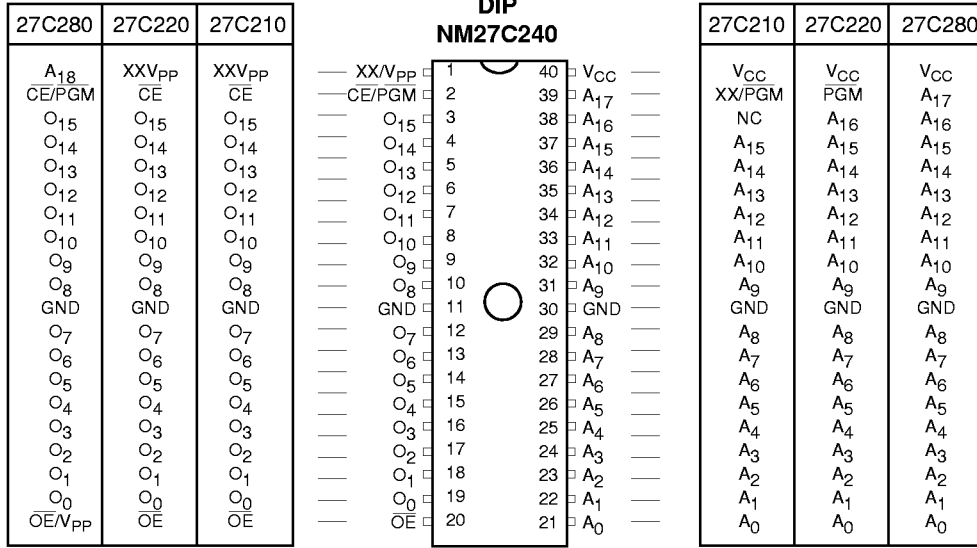 DIP
NM27C240
27C280 27C220 27C210 27C210 27C220 27C280
A18 XXVPP XXVPP XX/VPP 1 40 VCC VCC VCC VCC
CE/PGM CE CE CE/PGM 2 39 A17 XX/PGM PGM A17
O15 O15 O15 O15 3 38 A16 NC A16 A16
O14 O14 O14 O14 4 37 A15 A15 A15 A15
O13 O13 O13 O13 5 36 A14 A14 A14 A14
O12 O12 O12 O12 6 35 A13 A13 A13 A13
O11 O11 O11 O11 7 34 A12 A12 A12 A12
O10 O10 O10 O10 8 33 A11 A11 A11 A11
O9 O9 O9 O9 9 32 A10 A10 A10 A10
O8 O8 O8 O8 10 31 A9 A9 A9 A9
GND GND GND GND 11 30 GND GND GND GND
O7 O7 O7 O7 12 29 A8 A8 A8 A8
O6 O6 O6 O6 13 28 A7 A7 A7 A7
O5 O5 O5 O5 14 27 A6 A6 A6 A6
O4 O4 O4 O4 15 26 A5 A5 A5 A5
O3 O3 O3 O3 16 25 A4 A4 A4 A4
O2 O2 O2 O2 17 24 A3 A3 A3 A3
O1 O1 O1 O1 18 23 A2 A2 A2 A2
O0 O0 O0 O0 19 22 A1 A1 A1 A1
OE/VPP OE OE OE 20 21 A0 A0 A0 A0